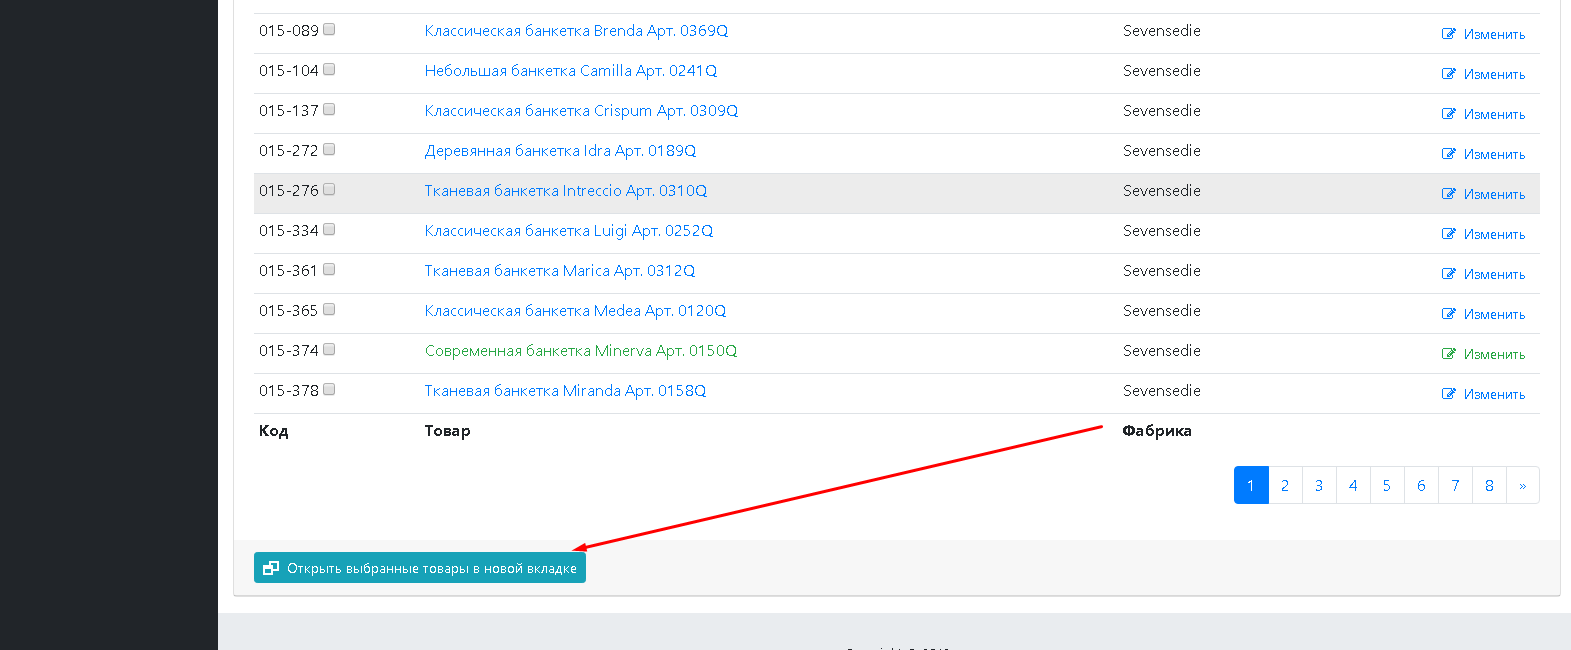 015-089 Классическая банкетка Brenda Арт. 0369Q Sevensedie Изменить
015-104 Небольшая банкетка Camilla Арт. 0241Q Sevensedie Изменить
015-137 Классическая банкетка Crispum Арт. 0309Q Sevensedie Изменить
015-272 Деревянная банкетка Idra Арт. 0189Q Sevensedie Изменить
015-276 Тканевая банкетка Intreccio Арт. 0310Q Sevensedie Изменить
015-334 Классическая банкетка Luigi Арт. 0252Q Sevensedie Изменить
015-361 Тканевая банкетка Marica Арт. 0312Q Sevensedie Изменить
015-365 Классическая банкетка Medea Арт. 0120Q Sevensedie Изменить
015-374 Современная банкетка Minerva Арт. 0150Q Sevensedie Изменить
015-378 Тканевая банкетка Miranda Арт. 0158Q Sevensedie Изменить
Код Товар Фабрика
1 2 3 4 5 6 7 8 »
Открыть выбранные товары в новой вкладке